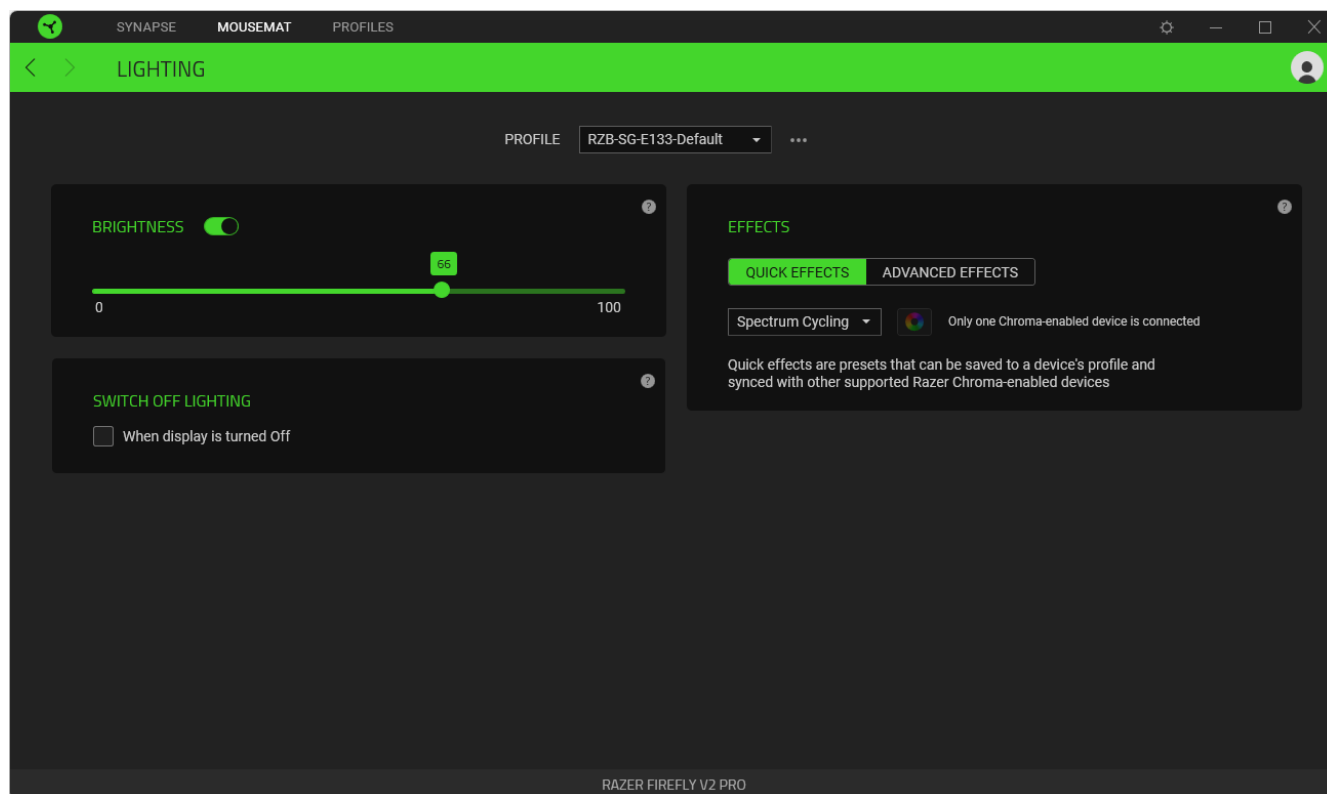 SYNAPSE MOUSEMAT PROFILES
LIGHTING
PROFILE RZB-SG-E133-Default
BRIGHTNESS
66
0 100
SWITCH OFF LIGHTING
When display is turned Off
EFFECTS
QUICK EFFECTS ADVANCED EFFECTS
Spectrum Cycling Only one Chroma-enabled device is connected
Quick effects are presets that can be saved to a device's profile and
synced with other supported Razer Chroma-enabled devices
RAZER FIREFLY V2 PRO